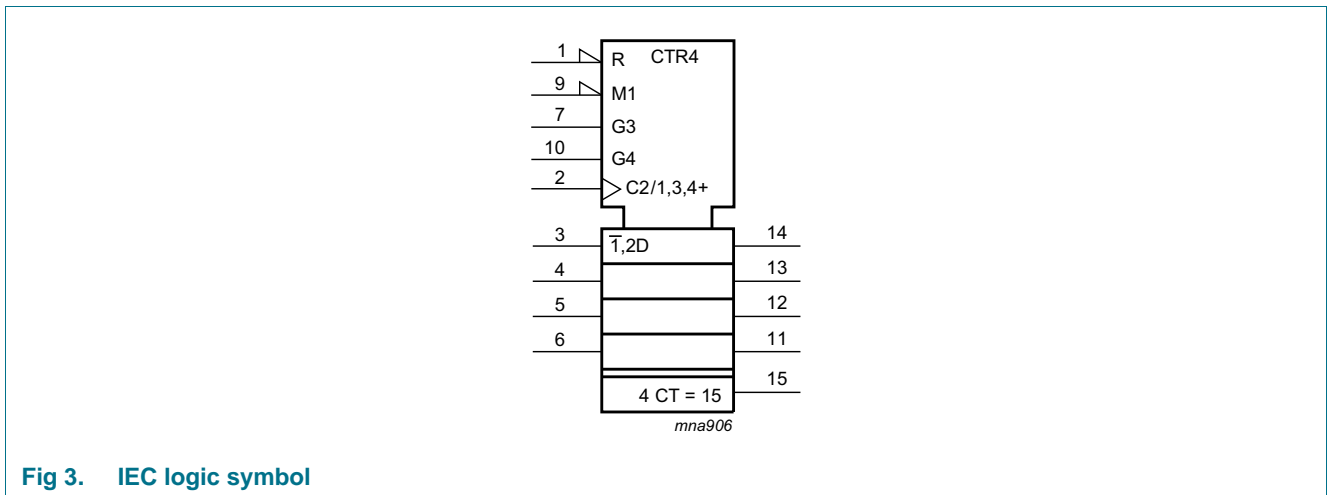 1 R CTR4
9 M1
7 G3
10 G4
2 C2/1,3,4+
3 1̅,2D 14
4 13
5 12
6 11
4 CT = 15 15
mna906
Fig 3. IEC logic symbol